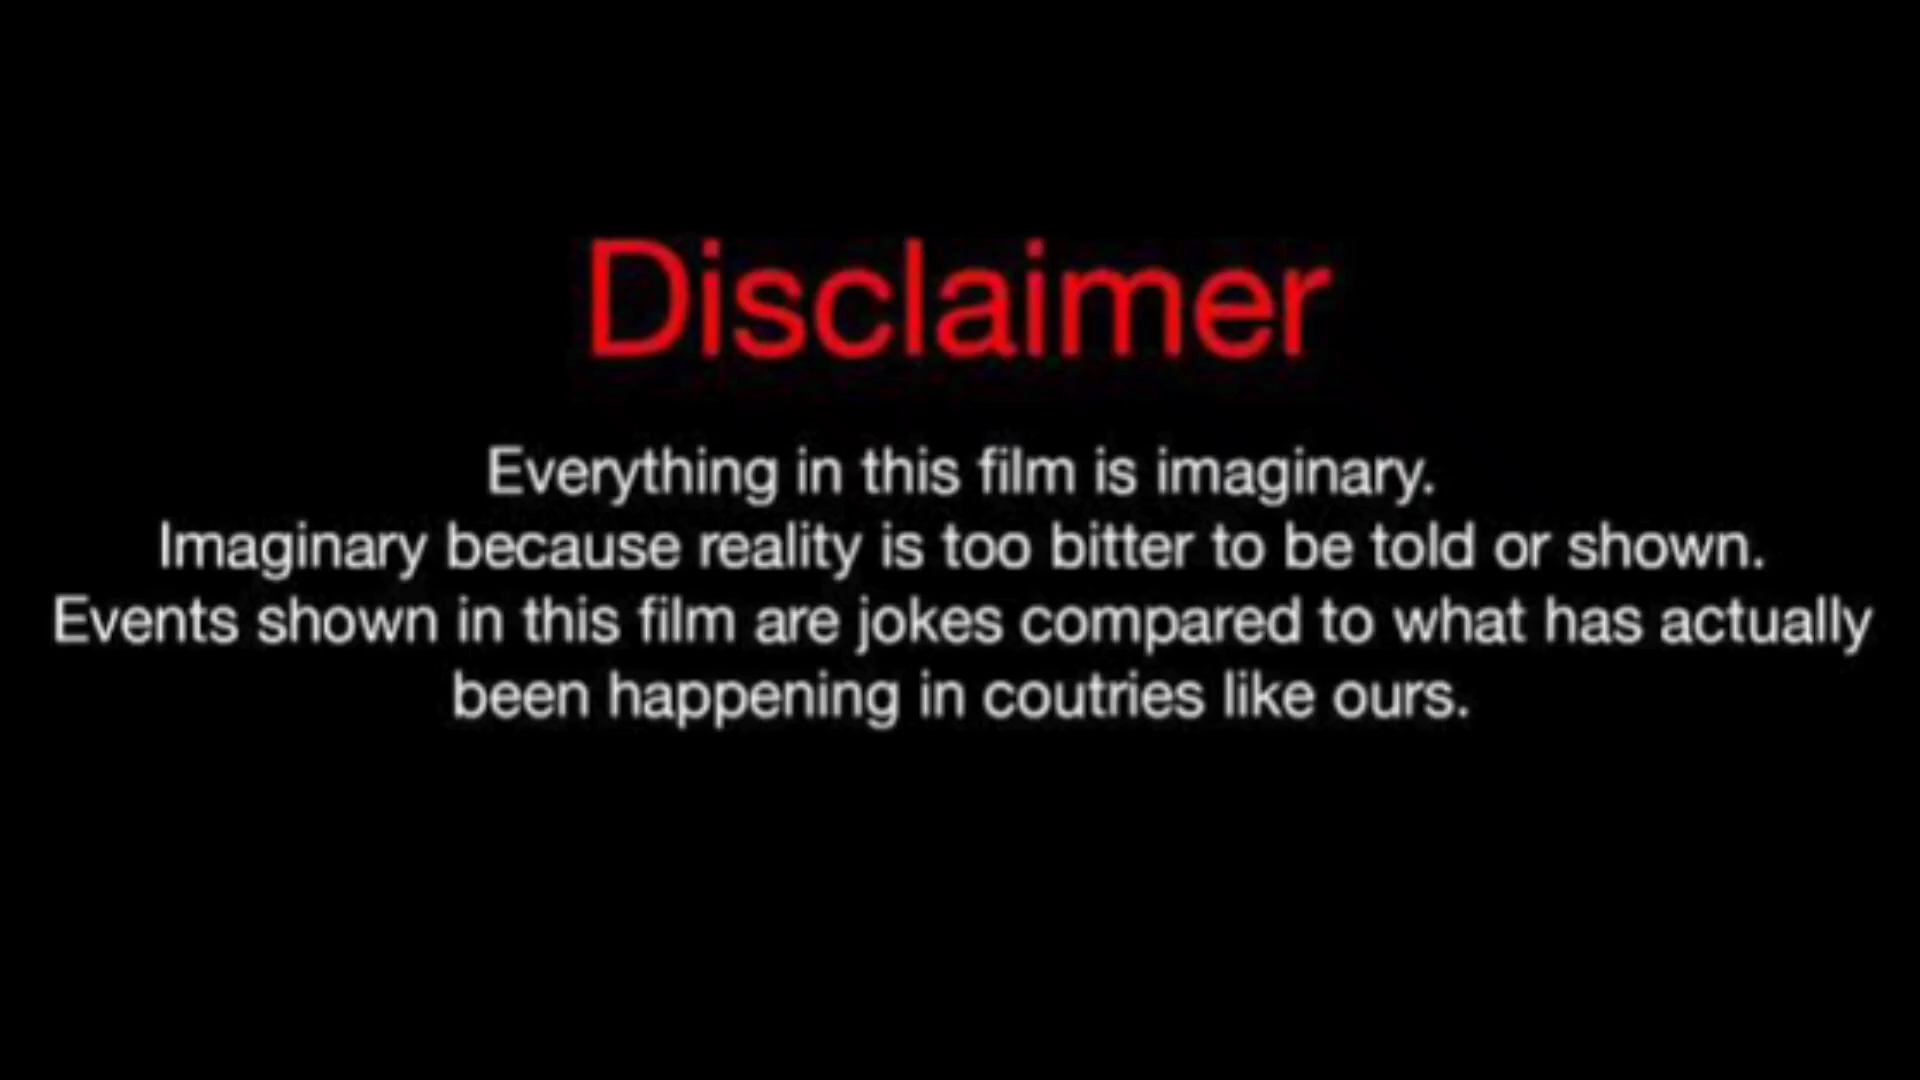 Disclaimer
Everything in this film is imaginary.
Imaginary because reality is too bitter to be told or shown.
Events shown in this film are jokes compared to what has actually
been happening in coutries like ours.